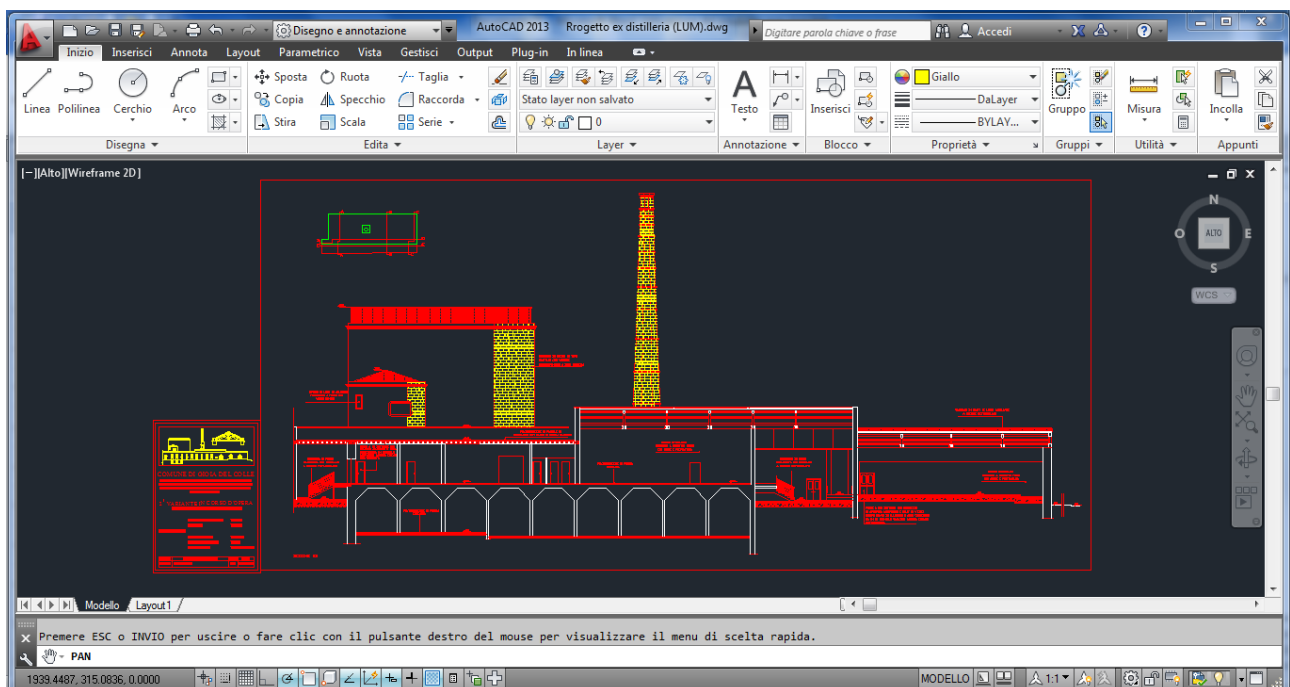 Disegno e annotazione
AutoCAD 2013 Rrogetto ex distilleria (LUM).dwg
Digitare parola chiave o frase
Accedi
Inizio Inserisci Annota Layout Parametrico Vista Gestisci Output Plug-in In linea
Sposta Ruota Taglia
Copia Specchio Raccorda
Stira Scala Serie
Linea Polilinea Cerchio Arco
Stato layer non salvato
0
Testo
Inserisci
Giallo
DaLayer
BYLAY...
Gruppo
Misura
Incolla
Disegna Edita Layer Annotazione Blocco Proprietà Gruppi Utilità Appunti
[−][Alto][Wireframe 2D]
N
O ALTO E
S
WCS
COMUNE DI GIOIA DEL COLLE
Modello Layout1
Premere ESC o INVIO per uscire o fare clic con il pulsante destro del mouse per visualizzare il menu di scelta rapida.
PAN
1939.4487, 315.0836, 0.0000
MODELLO
1:1